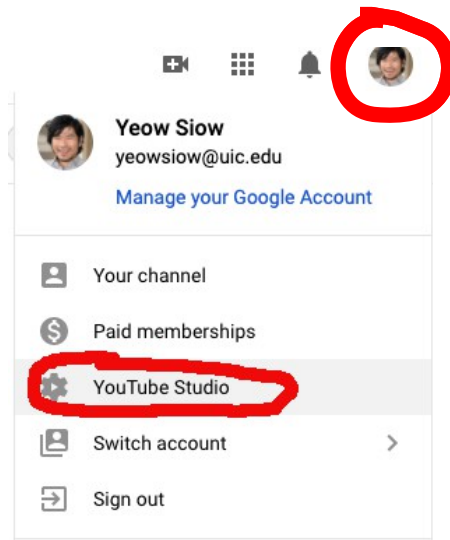 Yeow Siow
yeowsiow@uic.edu
Manage your Google Account
Your channel
Paid memberships
YouTube Studio
Switch account
Sign out